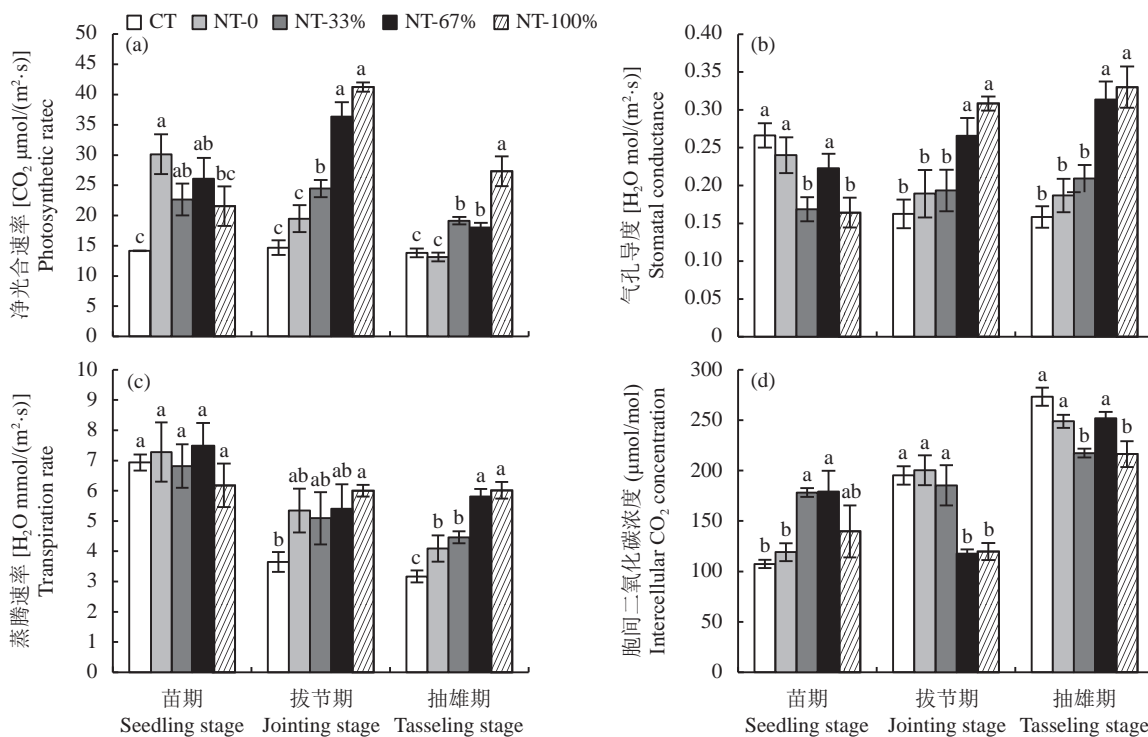 CT NT-0 NT-33% NT-67% NT-100%
(a)
净光合速率 [CO₂ μmol/(m²·s)]
Photosynthetic ratec
50
45
40
35
30
25
20
15
10
5
0
c a ab ab bc
c c b a a
c c b b a
(b)
气孔导度 [H₂O mol/(m²·s)]
Stomatal conductance
0.40
0.35
0.30
0.25
0.20
0.15
0.10
0.05
0.00
a a b a b
b b b a a
b b b a a
(c)
蒸腾速率 [H₂O mmol/(m²·s)]
Transpiration rate
10
9
8
7
6
5
4
3
2
1
0
a a a a a
b ab ab ab a
c b b a a
苗期 拔节期 抽雄期
Seedling stage Jointing stage Tasseling stage
(d)
胞间二氧化碳浓度 (μmol/mol)
Intercellular CO₂ concentration
300
250
200
150
100
50
0
b b a a ab
a a a b b
a a b a b
苗期 拔节期 抽雄期
Seedling stage Jointing stage Tasseling stage